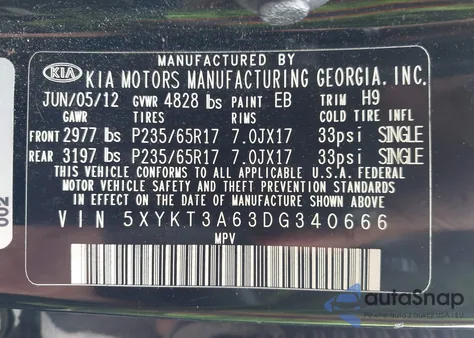 MANUFACTURED BY
KIA KIA MOTORS MANUFACTURING GEORGIA. INC.
JUN/05/12 GVWR 4828 lbs PAINT EB TRIM H9
GAWR TIRES RIMS COLD TIRE INFL
FRONT 2977 lbs P235/65R17 7.0JX17 33psi SINGLE
REAR 3197 lbs P235/65R17 7.0JX17 33psi SINGLE
THIS VEHICLE CONFORMS TO ALL APPLICABLE U.S.A. FEDERAL
MOTOR VEHICLE SAFETY AND THEFT PREVENTION STANDARDS
IN EFFECT ON THE DATE OF MANUFACTURE SHOWN ABOVE.
VIN 5XYKT3A63DG340666
MPV
002
autoSnap